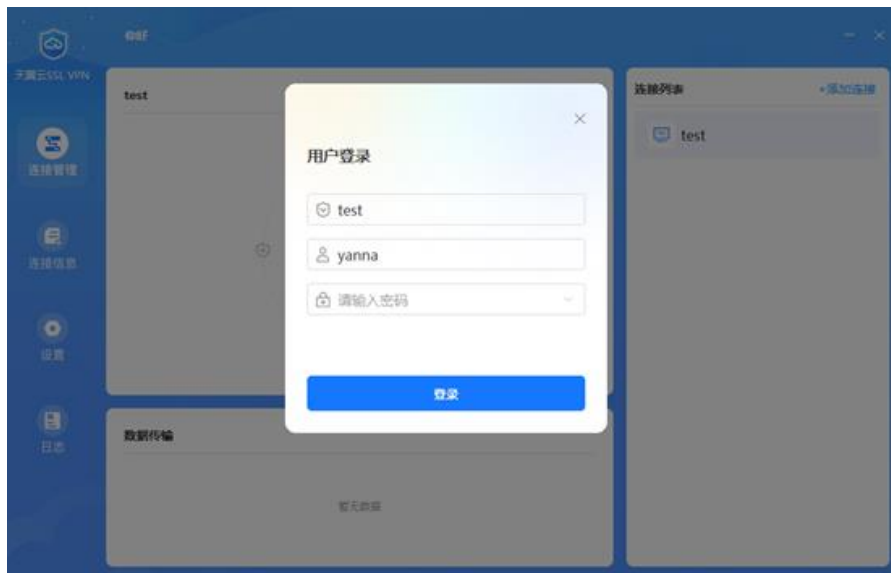 您好
天翼云SSL VPN
连接管理
连接信息
设置
日志
test
用户登录
test
yanna
请输入密码
登录
数据传输
暂无数据
连接列表
+添加连接
test